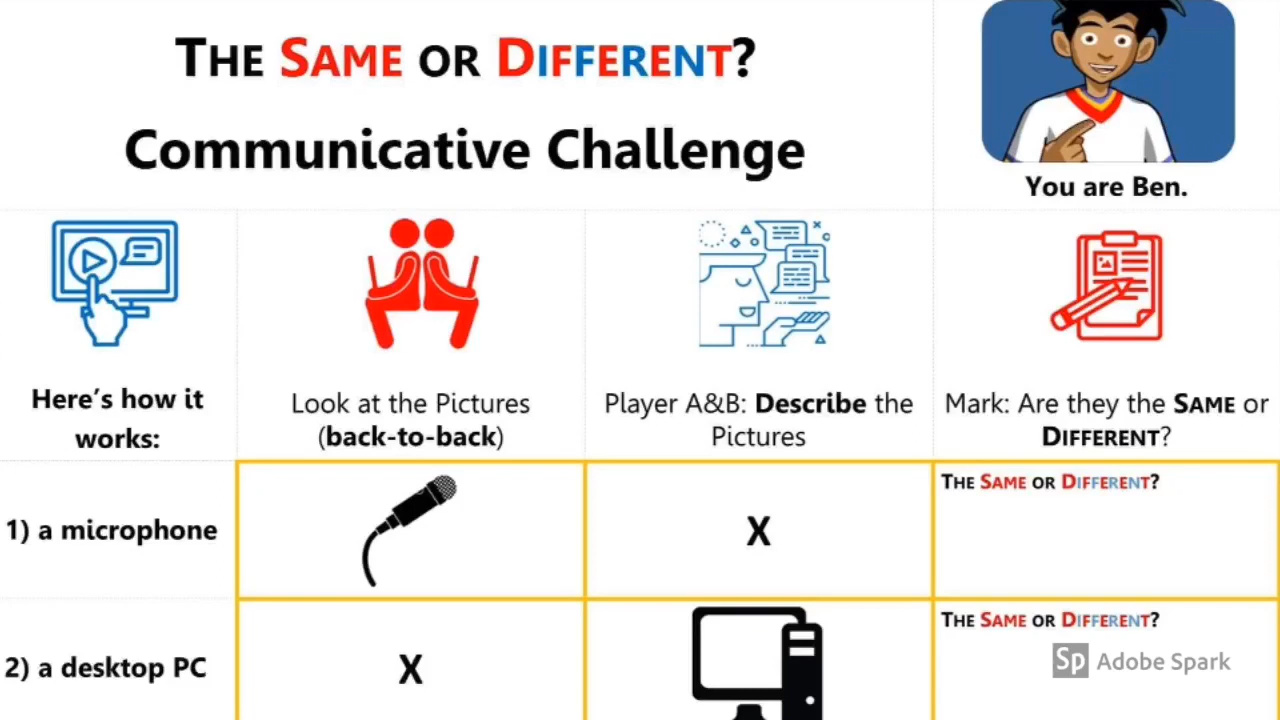 THE SAME OR DIFFERENT?
Communicative Challenge
You are Ben.
Here's how it
works:
Look at the Pictures
(back-to-back)
Player A&B: Describe the
Pictures
Mark: Are they the SAME or
DIFFERENT?
1) a microphone
X
THE SAME OR DIFFERENT?
2) a desktop PC
X
THE SAME OR DIFFERENT?
Sp Adobe Spark